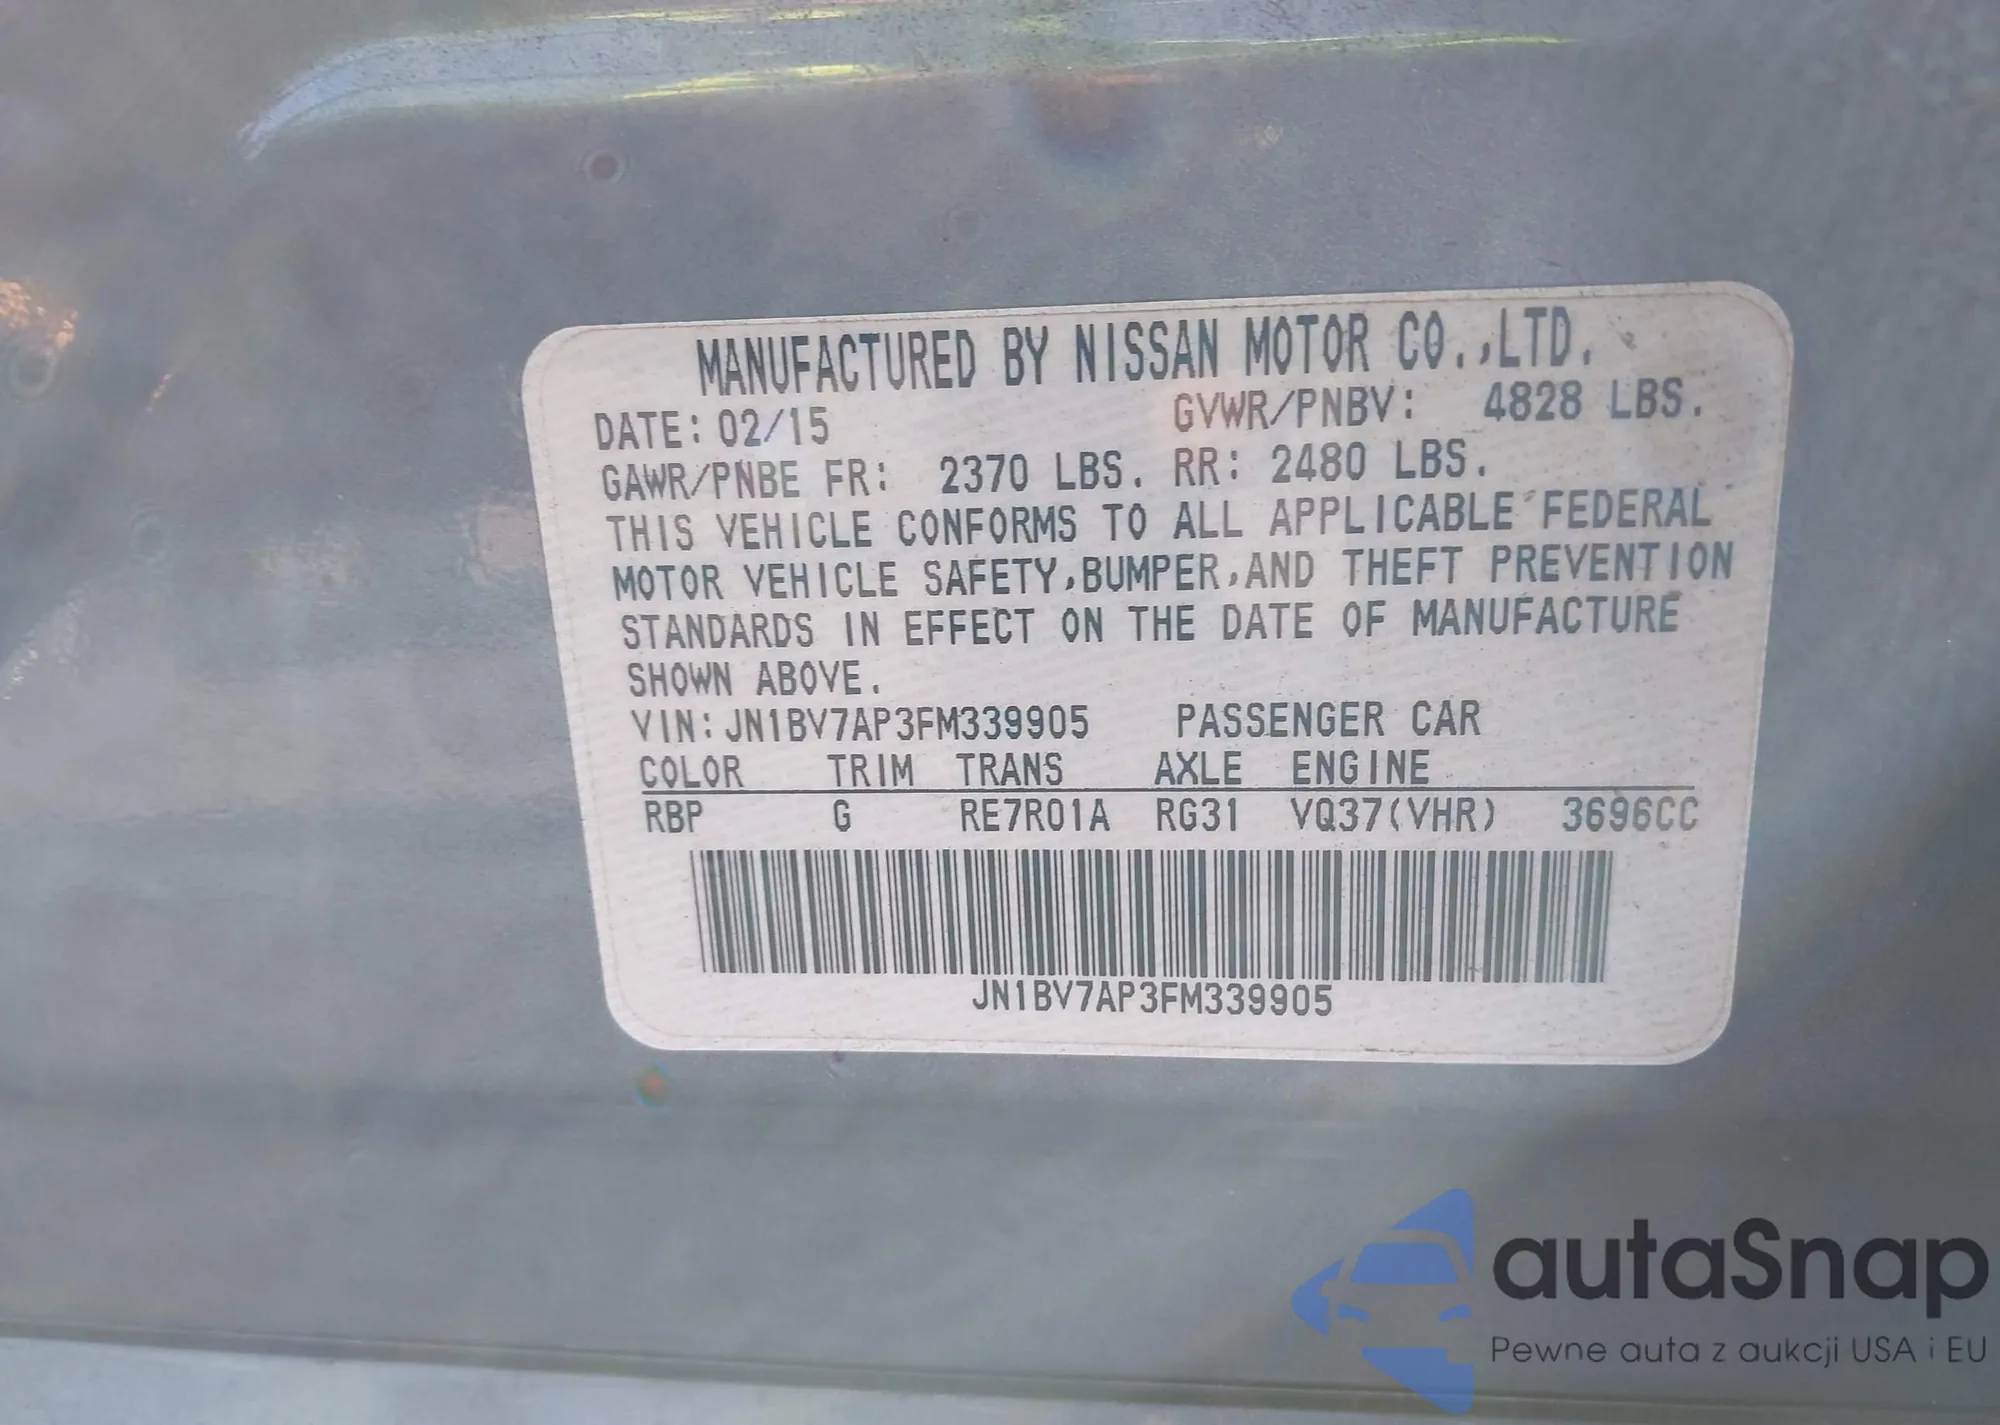 MANUFACTURED BY NISSAN MOTOR CO.,LTD.
DATE: 02/15 GVWR/PNBV: 4828 LBS.
GAWR/PNBE FR: 2370 LBS. RR: 2480 LBS.
THIS VEHICLE CONFORMS TO ALL APPLICABLE FEDERAL
MOTOR VEHICLE SAFETY,BUMPER,AND THEFT PREVENTION
STANDARDS IN EFFECT ON THE DATE OF MANUFACTURE
SHOWN ABOVE.
VIN:JN1BV7AP3FM339905 PASSENGER CAR
COLOR TRIM TRANS AXLE ENGINE
RBP G RE7R01A RG31 VQ37(VHR) 3696CC
JN1BV7AP3FM339905
autaSnap
Pewne auta z aukcji USA i EU